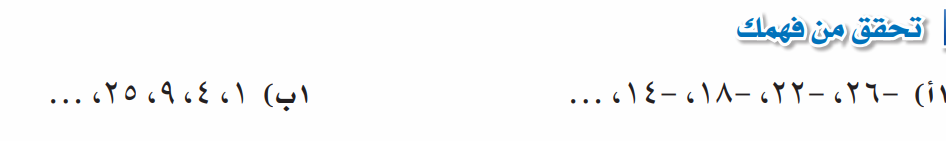 تحقق من فهمك
١أ) −٢٦، −٢٢، −١٨، −١٤، ...
١ب) ١، ٤، ٩، ٢٥، ...